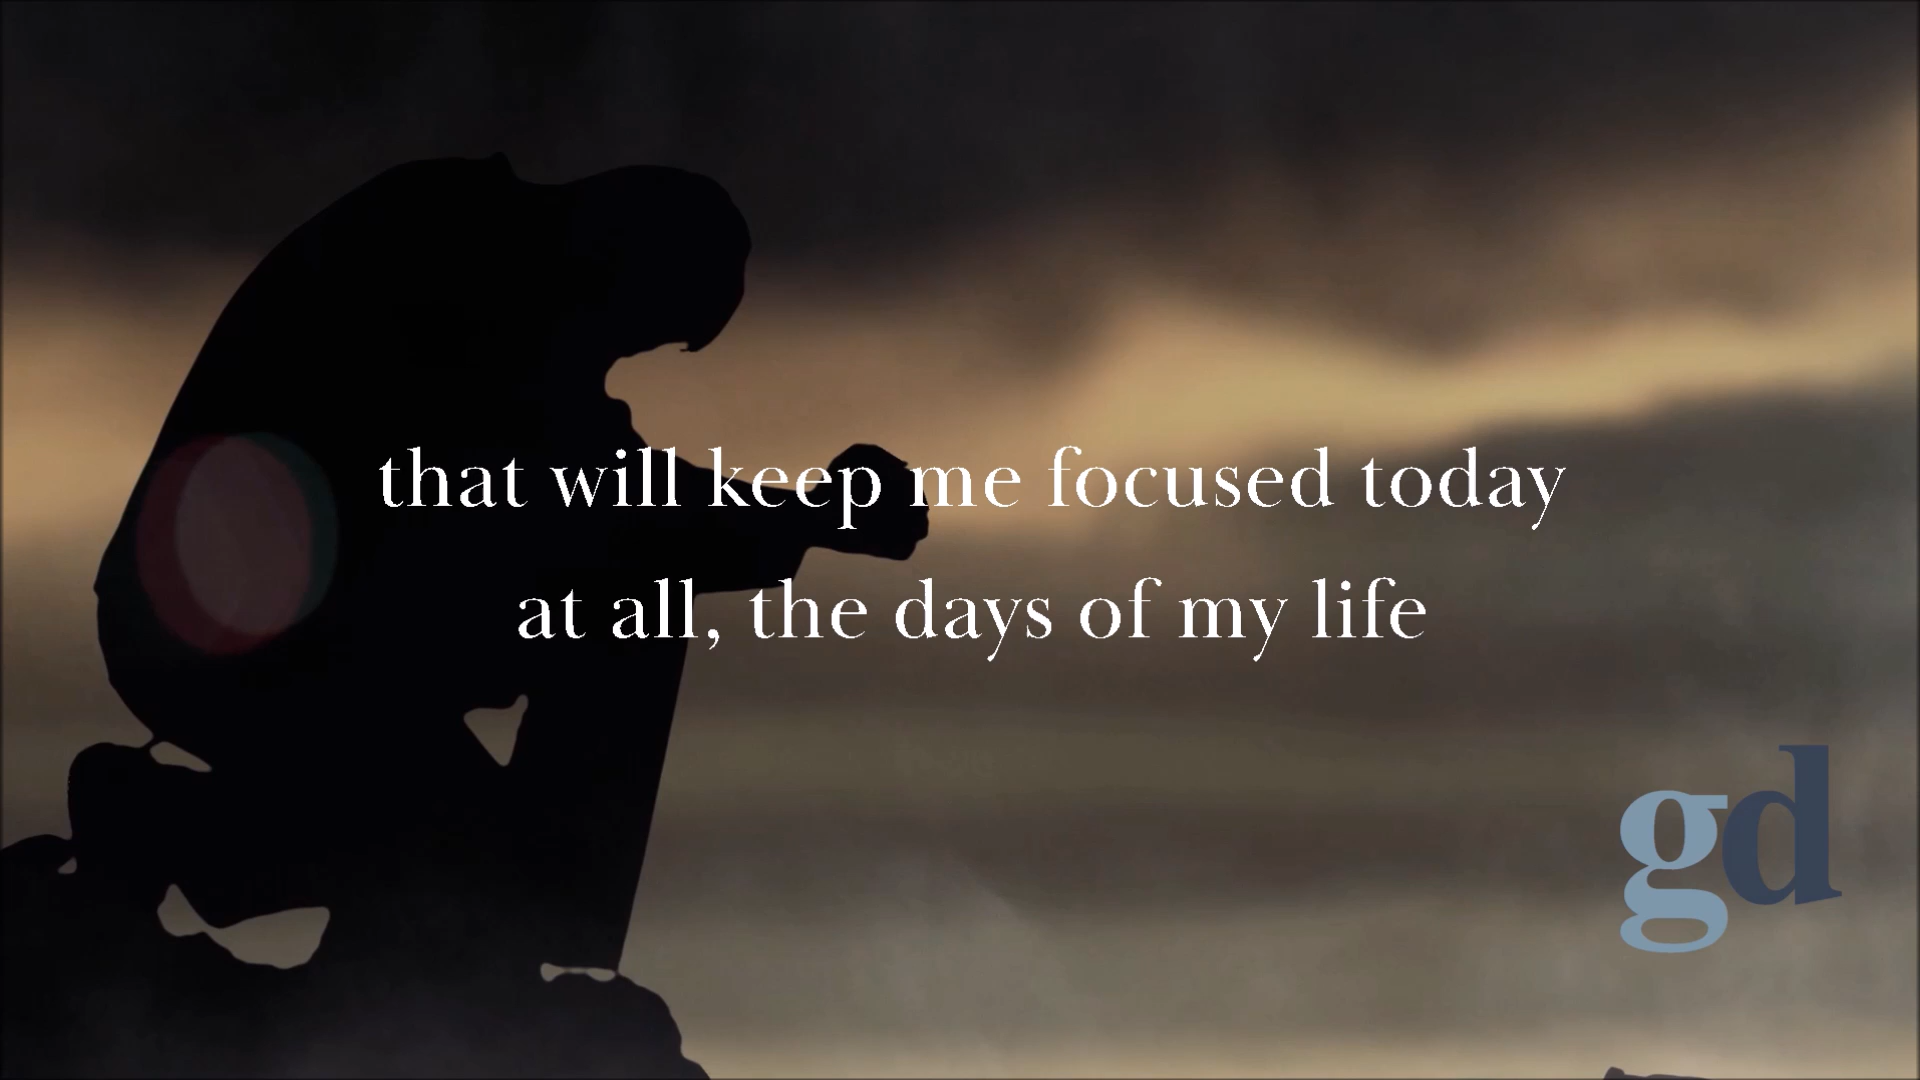 that will keep me focused today
at all, the days of my life
gd